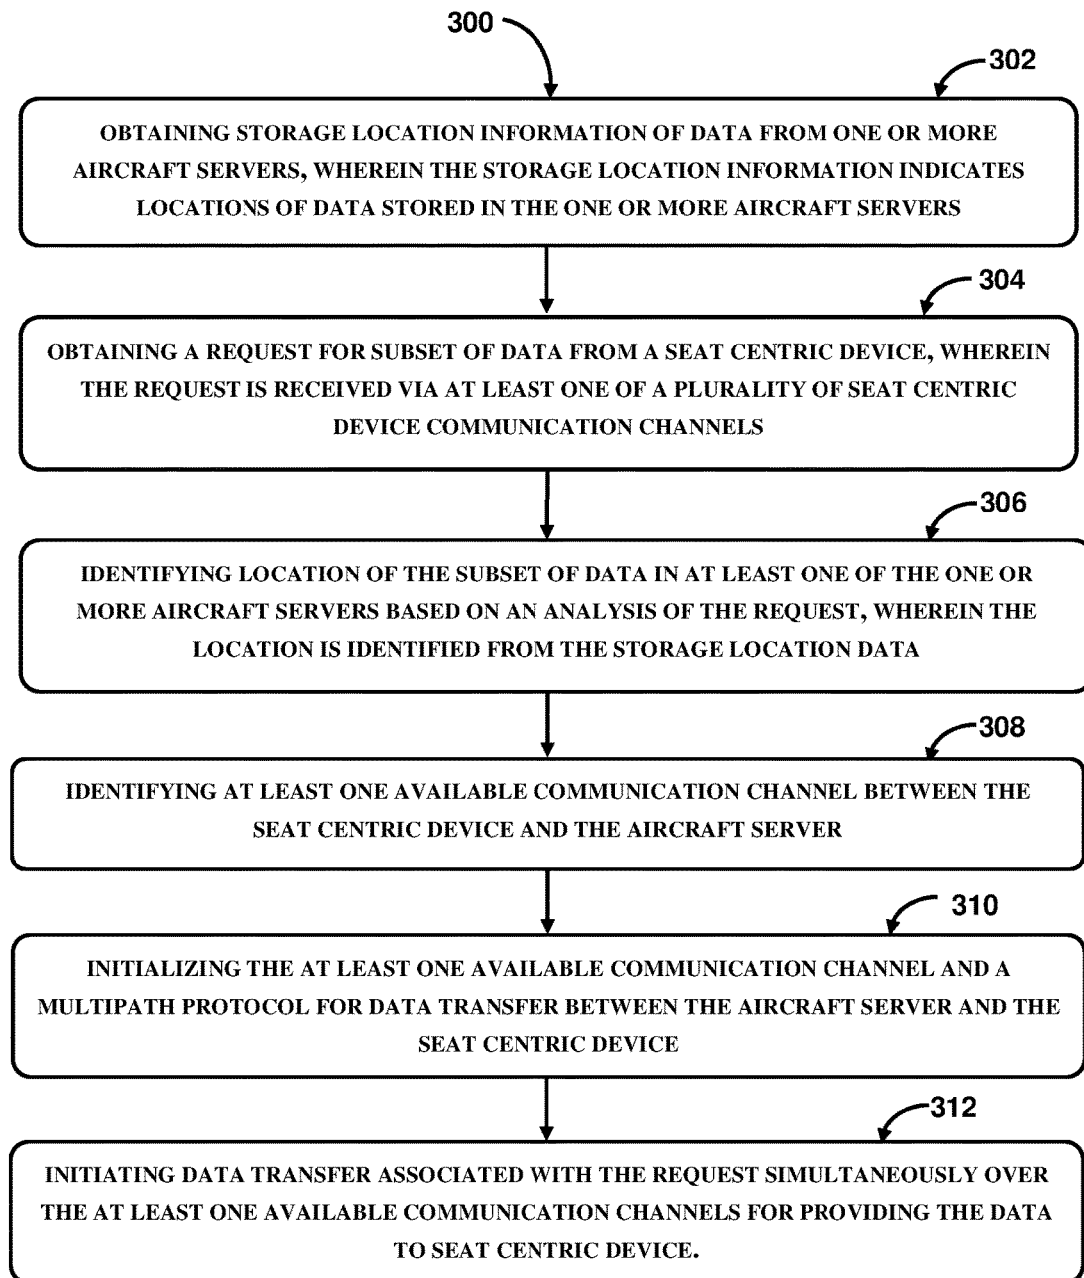 300
302
OBTAINING STORAGE LOCATION INFORMATION OF DATA FROM ONE OR MORE
AIRCRAFT SERVERS, WHEREIN THE STORAGE LOCATION INFORMATION INDICATES
LOCATIONS OF DATA STORED IN THE ONE OR MORE AIRCRAFT SERVERS
304
OBTAINING A REQUEST FOR SUBSET OF DATA FROM A SEAT CENTRIC DEVICE, WHEREIN
THE REQUEST IS RECEIVED VIA AT LEAST ONE OF A PLURALITY OF SEAT CENTRIC
DEVICE COMMUNICATION CHANNELS
306
IDENTIFYING LOCATION OF THE SUBSET OF DATA IN AT LEAST ONE OF THE ONE OR
MORE AIRCRAFT SERVERS BASED ON AN ANALYSIS OF THE REQUEST, WHEREIN THE
LOCATION IS IDENTIFIED FROM THE STORAGE LOCATION DATA
308
IDENTIFYING AT LEAST ONE AVAILABLE COMMUNICATION CHANNEL BETWEEN THE
SEAT CENTRIC DEVICE AND THE AIRCRAFT SERVER
310
INITIALIZING THE AT LEAST ONE AVAILABLE COMMUNICATION CHANNEL AND A
MULTIPATH PROTOCOL FOR DATA TRANSFER BETWEEN THE AIRCRAFT SERVER AND THE
SEAT CENTRIC DEVICE
312
INITIATING DATA TRANSFER ASSOCIATED WITH THE REQUEST SIMULTANEOUSLY OVER
THE AT LEAST ONE AVAILABLE COMMUNICATION CHANNELS FOR PROVIDING THE DATA
TO SEAT CENTRIC DEVICE.